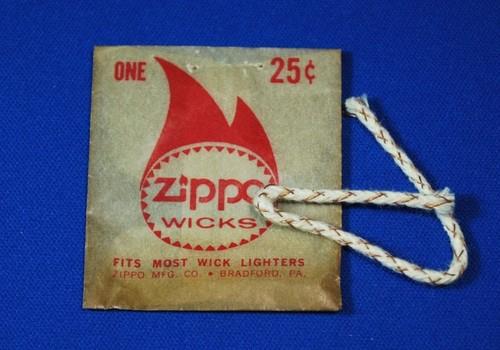 ONE 25¢
Zippo
WICKS
FITS MOST WICK LIGHTERS
ZIPPO MFG. CO. • BRADFORD, PA.